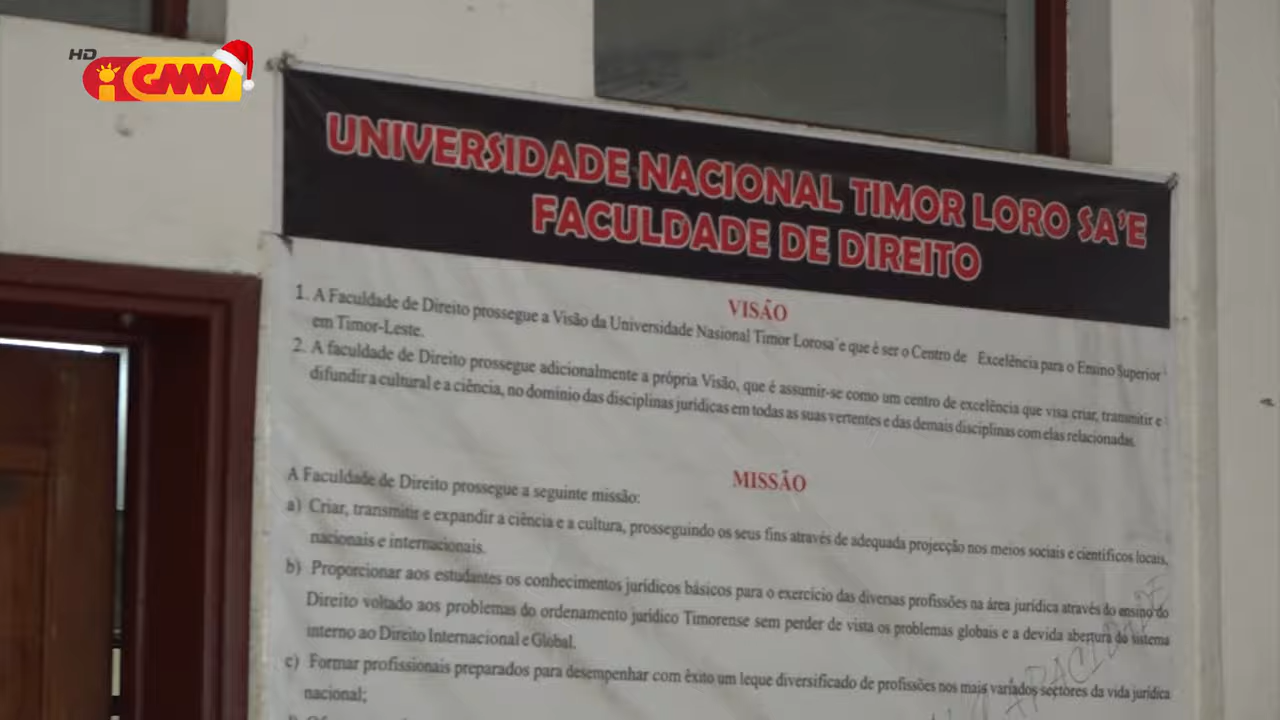 HD
GMN
UNIVERSIDADE NACIONAL TIMOR LORO SA'E
FACULDADE DE DIREITO
VISÃO
1. A Faculdade de Direito prossegue a Visão da Universidade Nasional Timor Lorosa'e que é ser o Centro de Excelência para o Ensino Superior
em Timor-Leste.
2. A faculdade de Direito prossegue adicionalmente a própria Visão, que é assumir-se como um centro de excelência que visa criar, transmitir e
difundir a cultural e a ciência, no domínio das disciplinas jurídicas em todas as suas vertentes e das demais disciplinas com elas relacionadas.
MISSÃO
A Faculdade de Direito prossegue a seguinte missão:
a) Criar, transmitir e expandir a ciência e a cultura, prosseguindo os seus fins através de adequada projecção nos meios sociais e científicos locais,
nacionais e internacionais.
b) Proporcionar aos estudantes os conhecimentos jurídicos básicos para o exercício das diversas profissões na área jurídica através do ensino do
Direito voltado aos problemas do ordenamento jurídico Timorense sem perder de vista os problemas globais e a devida abertura do sistema
interno ao Direito Internacional e Global.
c) Formar profissionais preparados para desempenhar com êxito um leque diversificado de profissões nos mais variados sectores da vida jurídica
nacional;